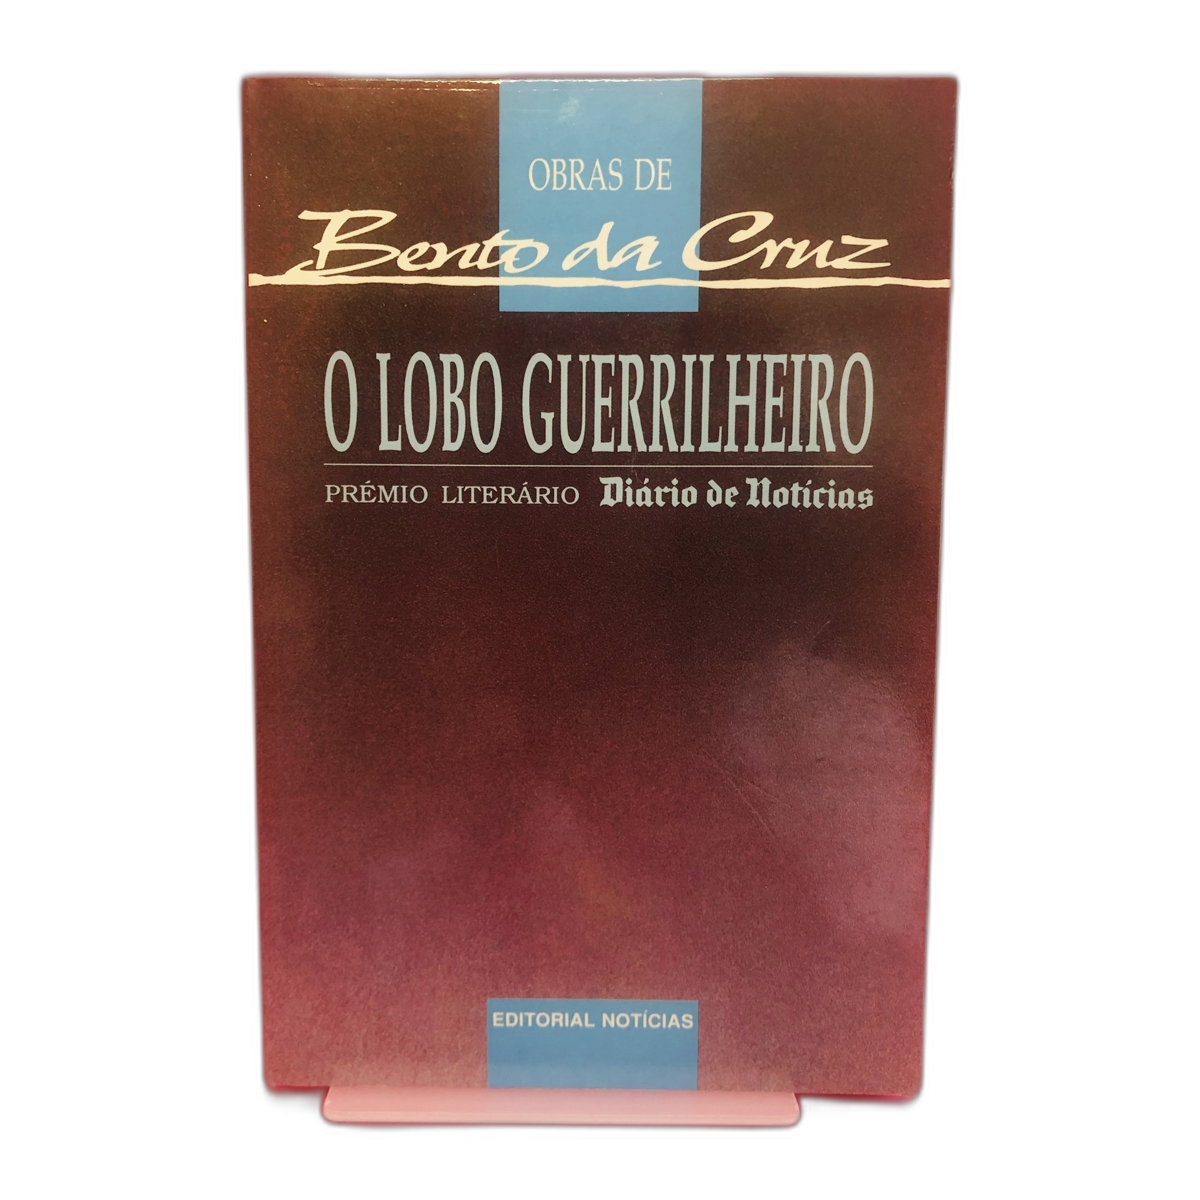 OBRAS DE
Bento da Cruz
O LOBO GUERRILHEIRO
PRÉMIO LITERÁRIO Diário de Notícias
EDITORIAL NOTÍCIAS